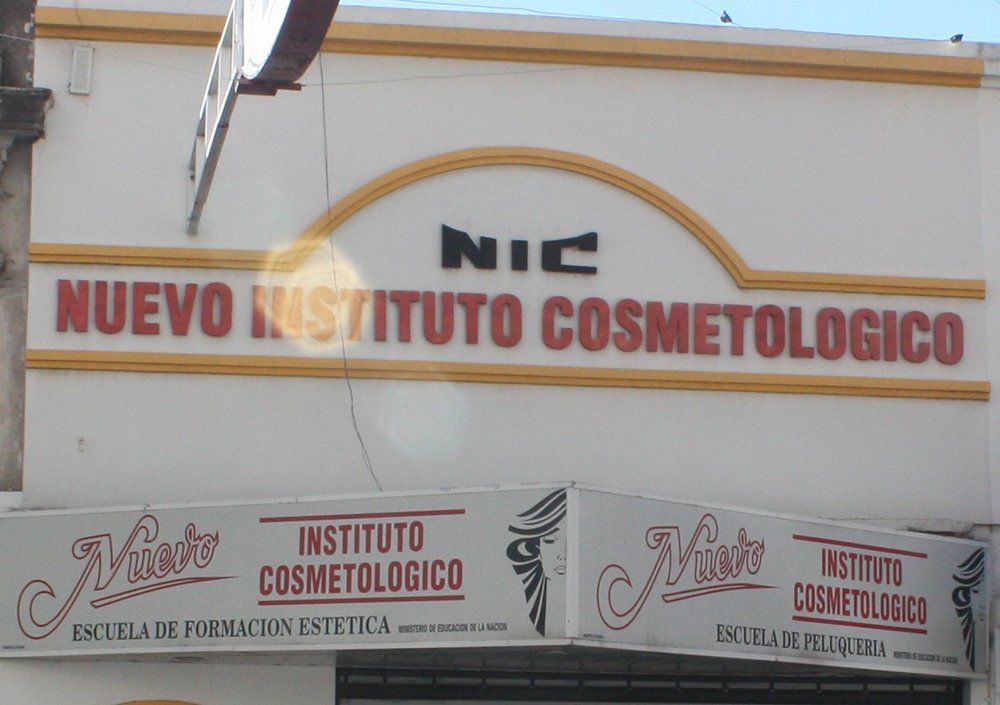 NIC
NUEVO INSTITUTO COSMETOLOGICO
Nuevo
INSTITUTO
COSMETOLOGICO
ESCUELA DE FORMACION ESTETICA
MINISTERIO DE EDUCACION DE LA NACION
Nuevo
INSTITUTO
COSMETOLOGICO
ESCUELA DE PELUQUERIA
MINISTERIO DE EDUCACION DE LA NACION